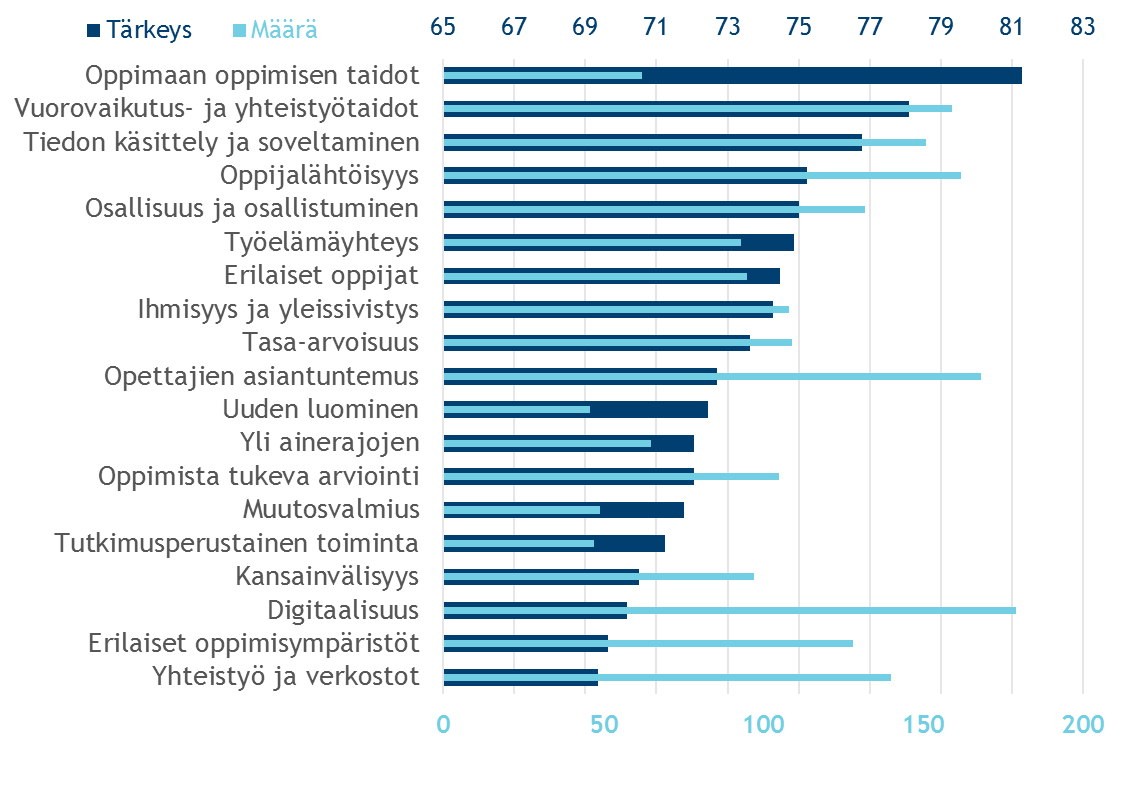 Tärkeys Määrä 65 67 69 71 73 75 77 79 81 83
Oppimaan oppimisen taidot
Vuorovaikutus- ja yhteistyötaidot
Tiedon käsittely ja soveltaminen
Oppijalähtöisyys
Osallisuus ja osallistuminen
Työelämäyhteys
Erilaiset oppijat
Ihmisyys ja yleissivistys
Tasa-arvoisuus
Opettajien asiantuntemus
Uuden luominen
Yli ainerajojen
Oppimista tukeva arviointi
Muutosvalmius
Tutkimusperustainen toiminta
Kansainvälisyys
Digitaalisuus
Erilaiset oppimisympäristöt
Yhteistyö ja verkostot
0 50 100 150 200